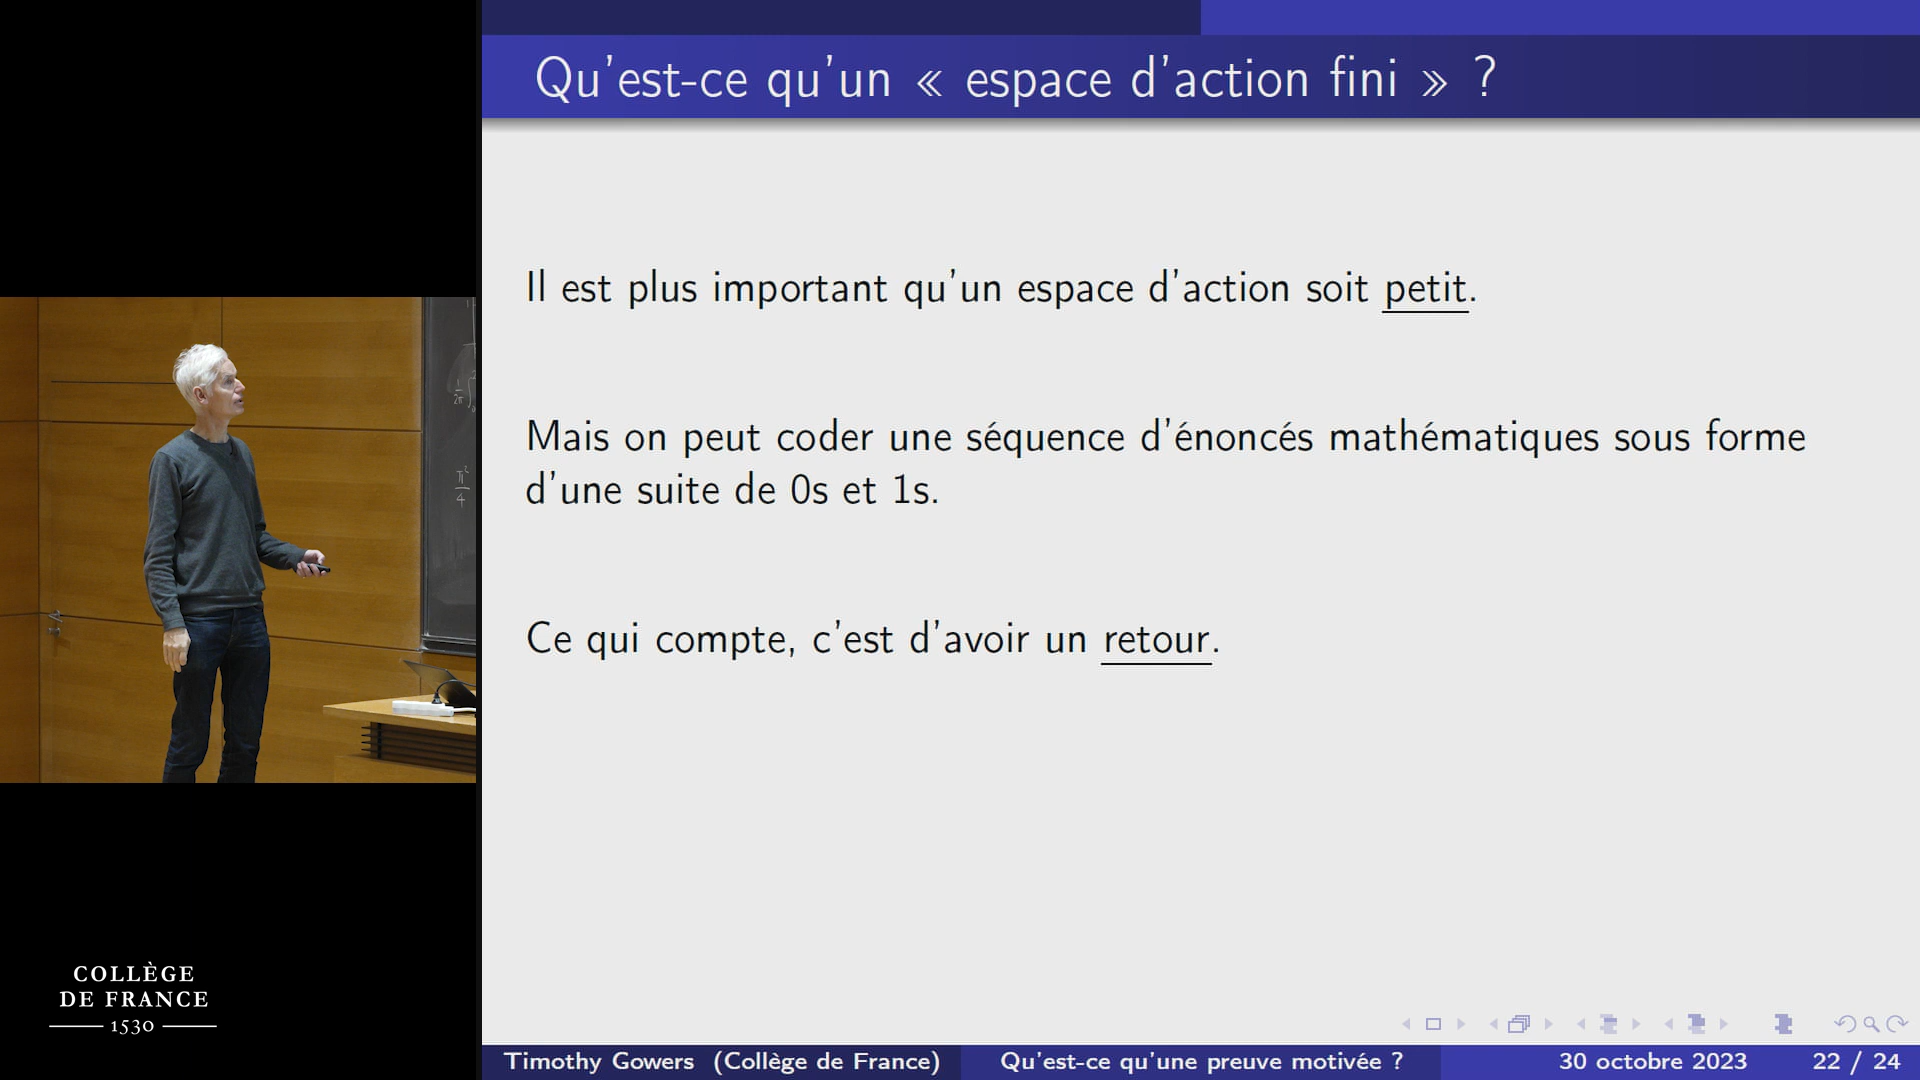 Qu'est-ce qu'un « espace d'action fini » ?
Il est plus important qu'un espace d'action soit petit.
Mais on peut coder une séquence d'énoncés mathématiques sous forme
d'une suite de 0s et 1s.
Ce qui compte, c'est d'avoir un retour.
π²
4
COLLÈGE
DE FRANCE
1530
Timothy Gowers (Collège de France)
Qu'est-ce qu'une preuve motivée ?
30 octobre 2023
22 / 24